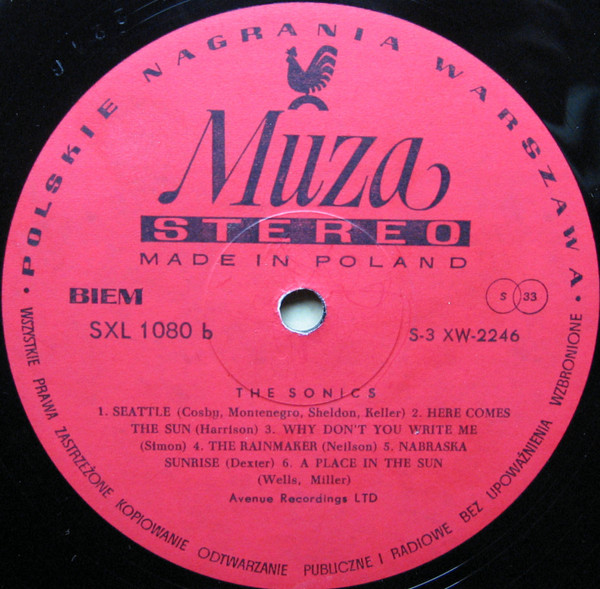 POLSKIE NAGRANIA WARSZAWA
Muza
STEREO
MADE IN POLAND
BIEM
S 33
SXL 1080 b
S-3 XW-2246
THE SONICS
1. SEATTLE (Cosby, Montenegro, Sheldon, Keller) 2. HERE COMES
THE SUN (Harrison) 3. WHY DON'T YOU WRITE ME
(Simon) 4. THE RAINMAKER (Neilson) 5. NABRASKA
SUNRISE (Dexter) 6. A PLACE IN THE SUN
(Wells, Miller)
Avenue Recordings LTD
WSZYSTKIE PRAWA ZASTRZEŻONE KOPIOWANIE ODTWARZANIE PUBLICZNE I RADIOWE BEZ UPOWAŻNIENIA WZBRONIONE